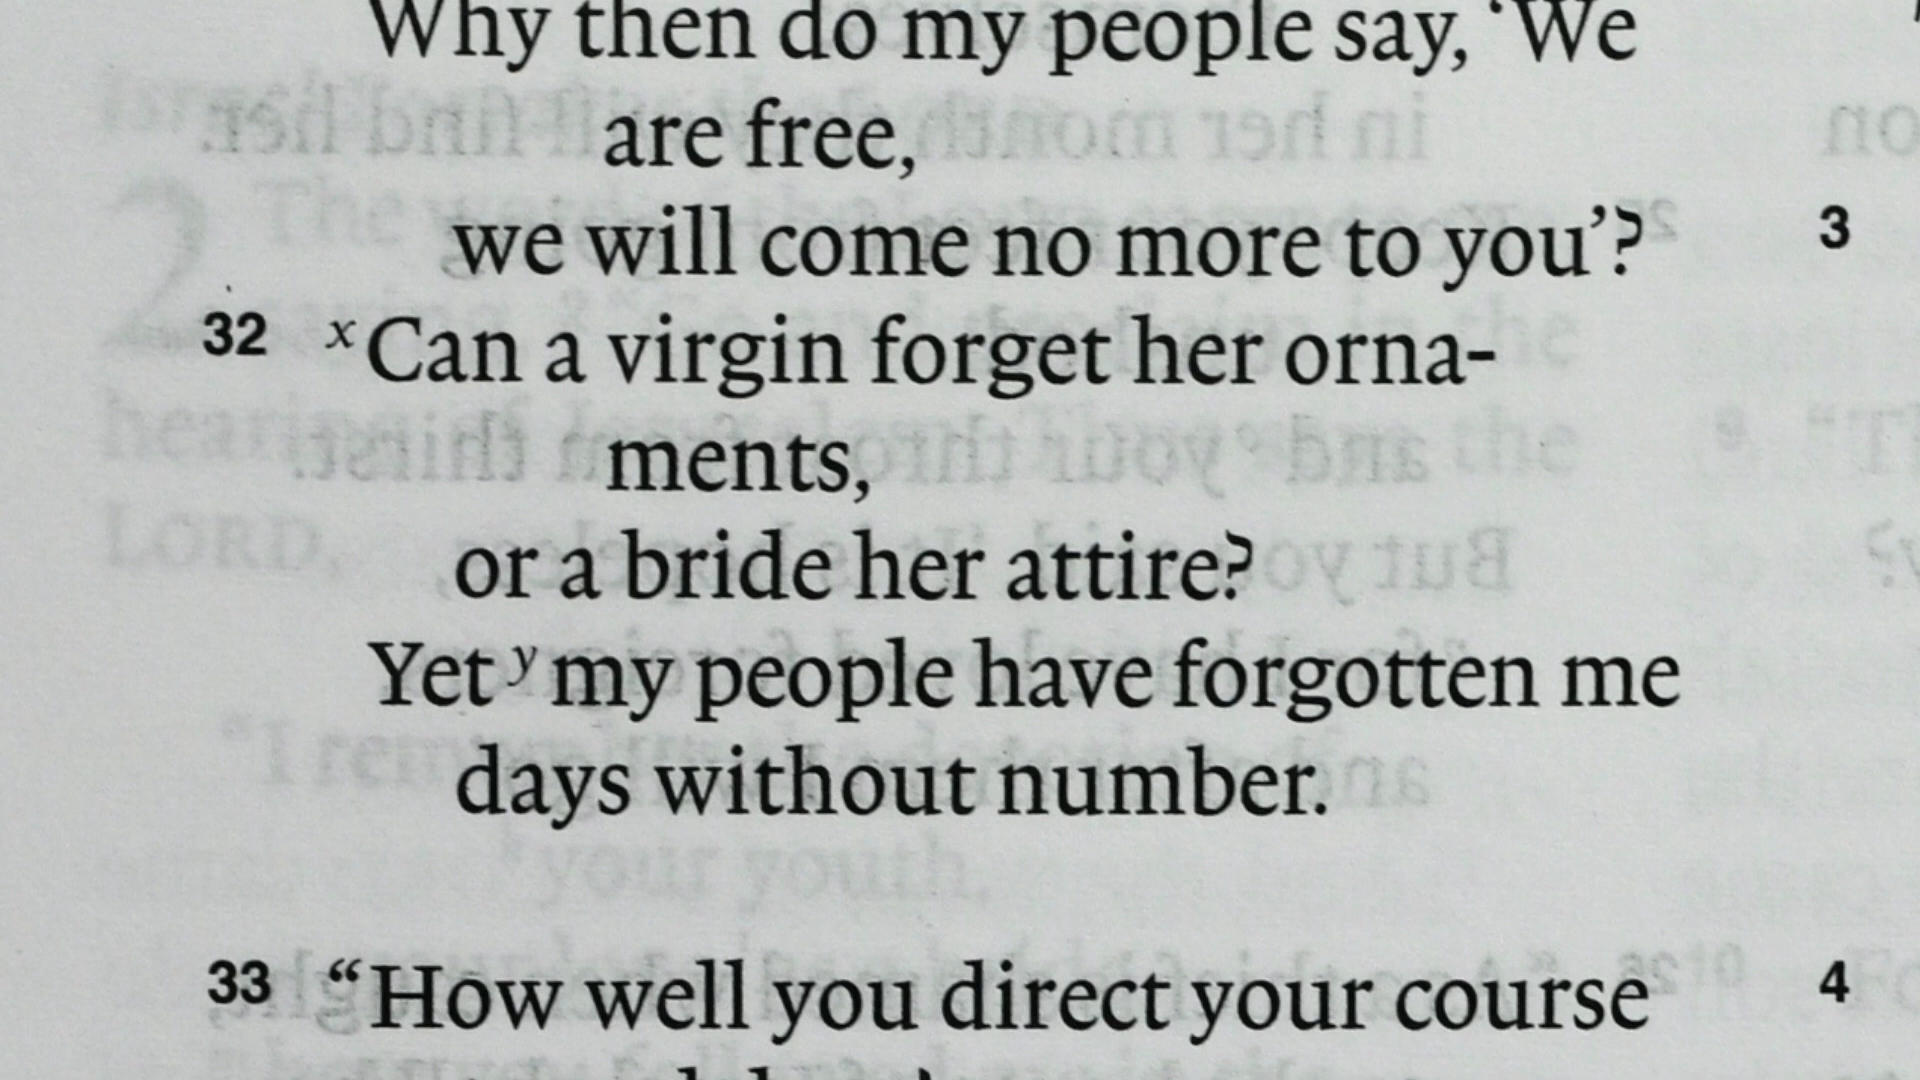 Why then do my people say, ‘We
are free,
we will come no more to you’?
32 x Can a virgin forget her orna-
ments,
or a bride her attire?
Yet y my people have forgotten me
days without number.
33 “How well you direct your course
3
4